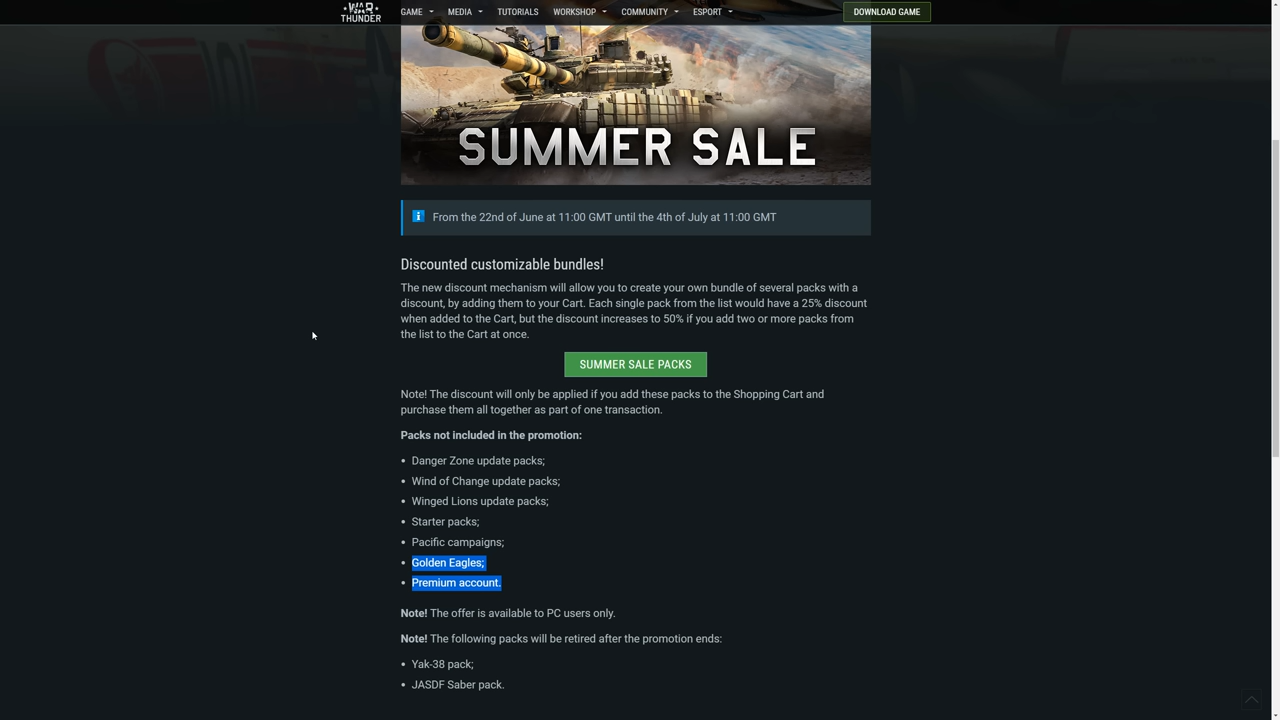 WAR
THUNDER
GAME
MEDIA
TUTORIALS
WORKSHOP
COMMUNITY
ESPORT
DOWNLOAD GAME
SUMMER SALE
From the 22nd of June at 11:00 GMT until the 4th of July at 11:00 GMT
Discounted customizable bundles!
The new discount mechanism will allow you to create your own bundle of several packs with a
discount, by adding them to your Cart. Each single pack from the list would have a 25% discount
when added to the Cart, but the discount increases to 50% if you add two or more packs from
the list to the Cart at once.
SUMMER SALE PACKS
Note! The discount will only be applied if you add these packs to the Shopping Cart and
purchase them all together as part of one transaction.
Packs not included in the promotion:
• Danger Zone update packs;
• Wind of Change update packs;
• Winged Lions update packs;
• Starter packs;
• Pacific campaigns;
• Golden Eagles;
• Premium account.
Note! The offer is available to PC users only.
Note! The following packs will be retired after the promotion ends:
• Yak-38 pack;
• JASDF Saber pack.